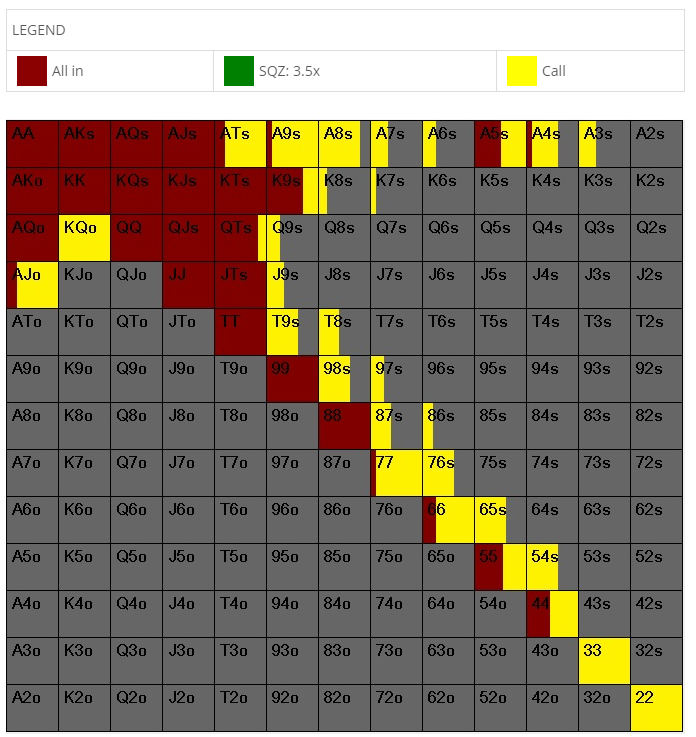 LEGEND
All in SQZ: 3.5x Call
AA AKs AQs AJs ATs A9s A8s A7s A6s A5s A4s A3s A2s
AKo KK KQs KJs KTs K9s K8s K7s K6s K5s K4s K3s K2s
AQo KQo QQ QJs QTs Q9s Q8s Q7s Q6s Q5s Q4s Q3s Q2s
AJo KJo QJo JJ JTs J9s J8s J7s J6s J5s J4s J3s J2s
ATo KTo QTo JTo TT T9s T8s T7s T6s T5s T4s T3s T2s
A9o K9o Q9o J9o T9o 99 98s 97s 96s 95s 94s 93s 92s
A8o K8o Q8o J8o T8o 98o 88 87s 86s 85s 84s 83s 82s
A7o K7o Q7o J7o T7o 97o 87o 77 76s 75s 74s 73s 72s
A6o K6o Q6o J6o T6o 96o 86o 76o 66 65s 64s 63s 62s
A5o K5o Q5o J5o T5o 95o 85o 75o 65o 55 54s 53s 52s
A4o K4o Q4o J4o T4o 94o 84o 74o 64o 54o 44 43s 42s
A3o K3o Q3o J3o T3o 93o 83o 73o 63o 53o 43o 33 32s
A2o K2o Q2o J2o T2o 92o 82o 72o 62o 52o 42o 32o 22